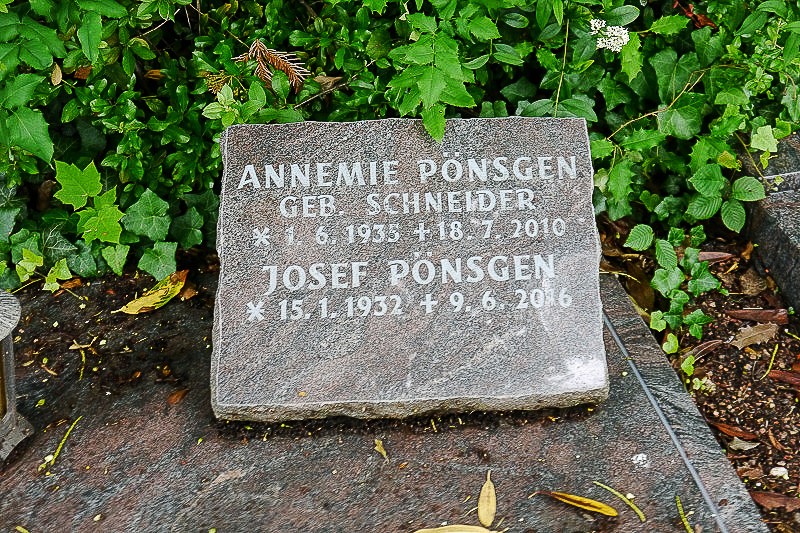 ANNEMIE PÖNSGEN
GEB. SCHNEIDER
* 1. 6. 1935 + 18. 7. 2010
JOSEF PÖNSGEN
* 15. 1. 1932 + 9. 6. 2016